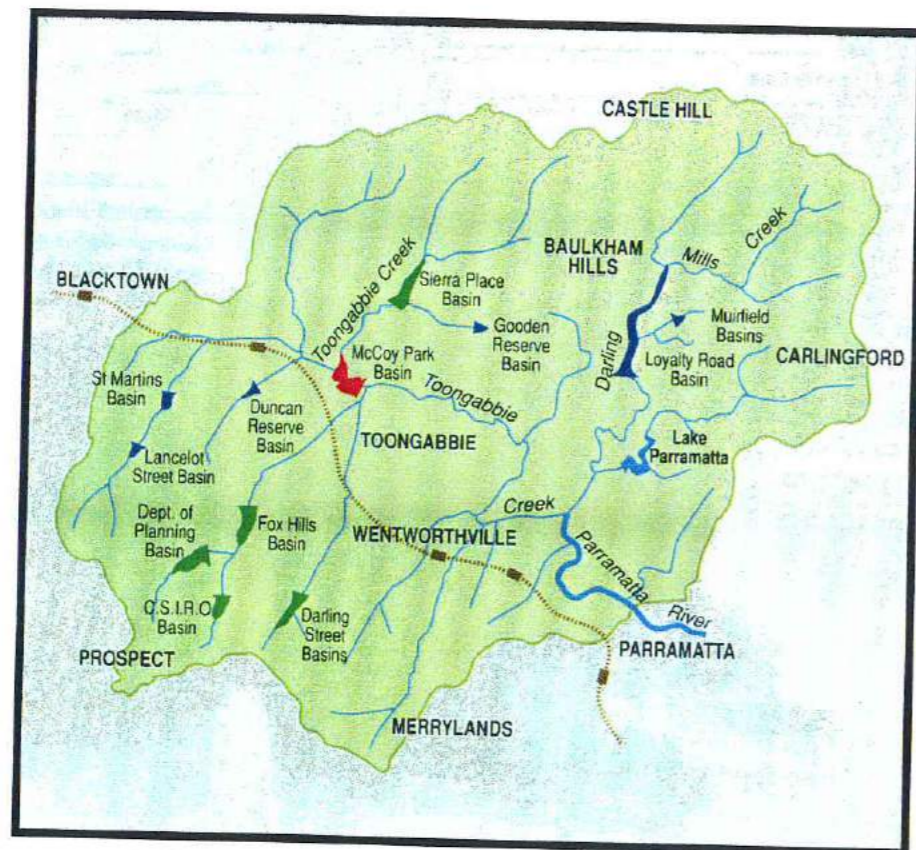 CASTLE HILL
BAULKHAM
HILLS
Mills
Creek
BLACKTOWN
Toongabbie Creek
Sierra Place
Basin
Gooden
Reserve
Basin
Muirfield
Basins
Darling
Loyalty Road
Basin
CARLINGFORD
McCoy Park
Basin
Toongabbie
St Martins
Basin
Duncan
Reserve
Basin
TOONGABBIE
Lake
Parramatta
Lancelot
Street Basin
Dept. of
Planning
Basin
Fox Hills
Basin
Creek
WENTWORTHVILLE
Parramatta
River
C.S.I.R.O
Basin
Darling
Street
Basins
PROSPECT
PARRAMATTA
MERRYLANDS